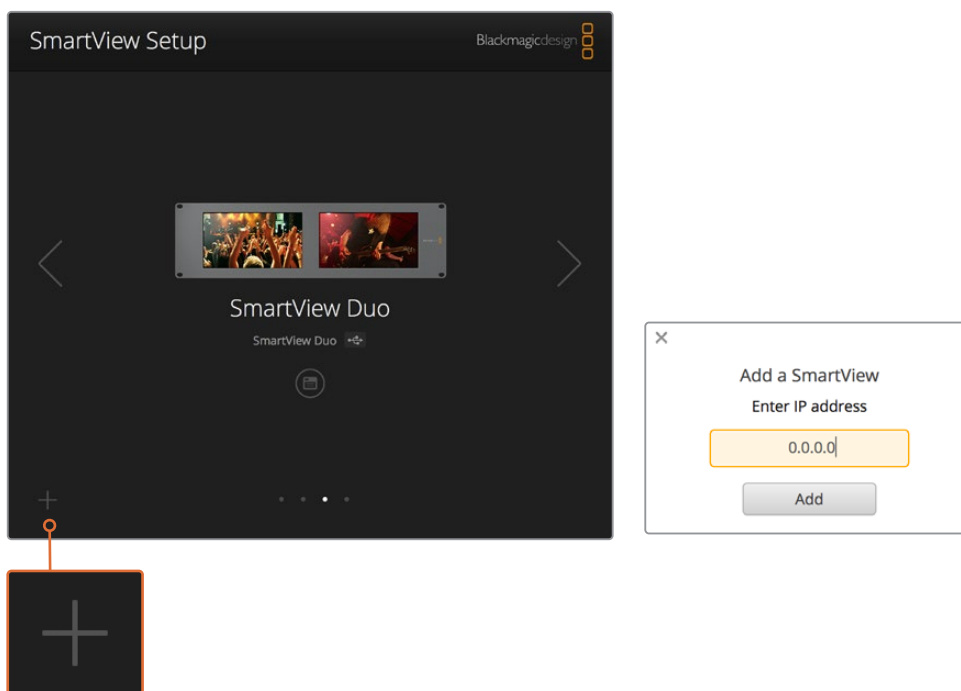 SmartView Setup
Blackmagicdesign
SmartView Duo
SmartView Duo
Add a SmartView
Enter IP address
0.0.0.0
Add